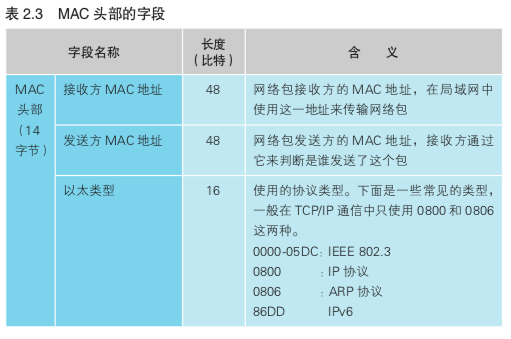 表 2.3 MAC 头部的字段
字段名称 长度（比特） 含 义
MAC 头部（14 字节）
接收方 MAC 地址 48 网络包接收方的 MAC 地址，在局域网中
使用这一地址来传输网络包
发送方 MAC 地址 48 网络包发送方的 MAC 地址，接收方通过
它来判断是谁发送了这个包
以太类型 16 使用的协议类型。下面是一些常见的类型，
一般在 TCP/IP 通信中只使用 0800 和 0806
这两种。
0000-05DC：IEEE 802.3
0800 ：IP 协议
0806 ：ARP 协议
86DD IPv6